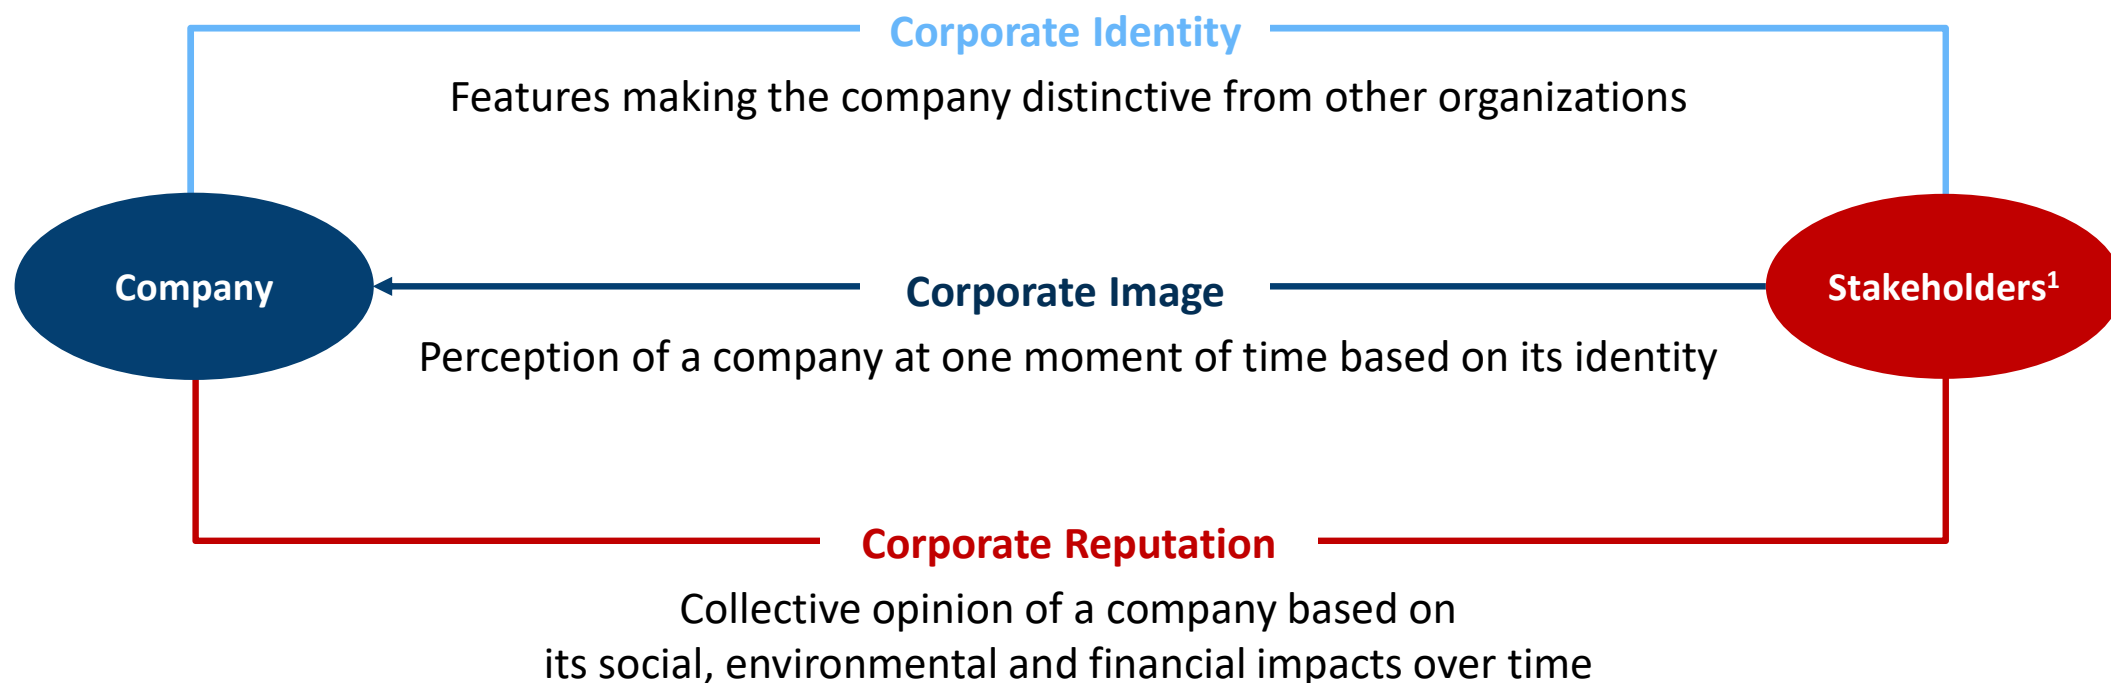 Corporate Identity
Features making the company distinctive from other organizations
Company
Corporate Image
Stakeholders¹
Perception of a company at one moment of time based on its identity
Corporate Reputation
Collective opinion of a company based on
its social, environmental and financial impacts over time